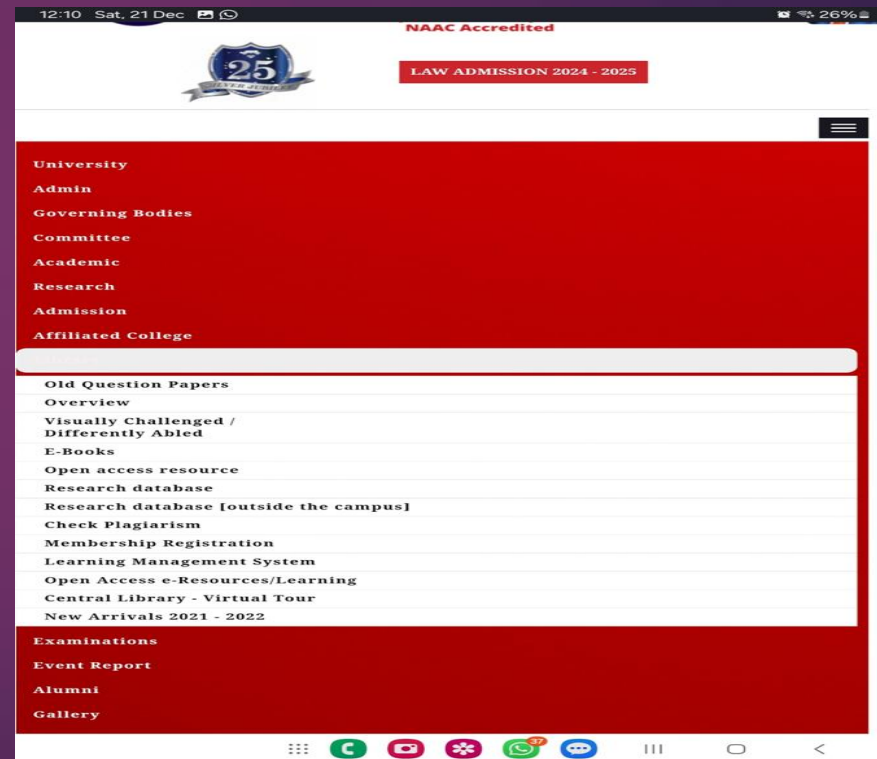 12:10 Sat, 21 Dec
26%
NAAC Accredited
25
SILVER JUBILEE
LAW ADMISSION 2024 - 2025
University
Admin
Governing Bodies
Committee
Academic
Research
Admission
Affiliated College
Old Question Papers
Overview
Visually Challenged /
Differently Abled
E-Books
Open access resource
Research database
Research database [outside the campus]
Check Plagiarism
Membership Registration
Learning Management System
Open Access e-Resources/Learning
Central Library - Virtual Tour
New Arrivals 2021 - 2022
Examinations
Event Report
Alumni
Gallery
37